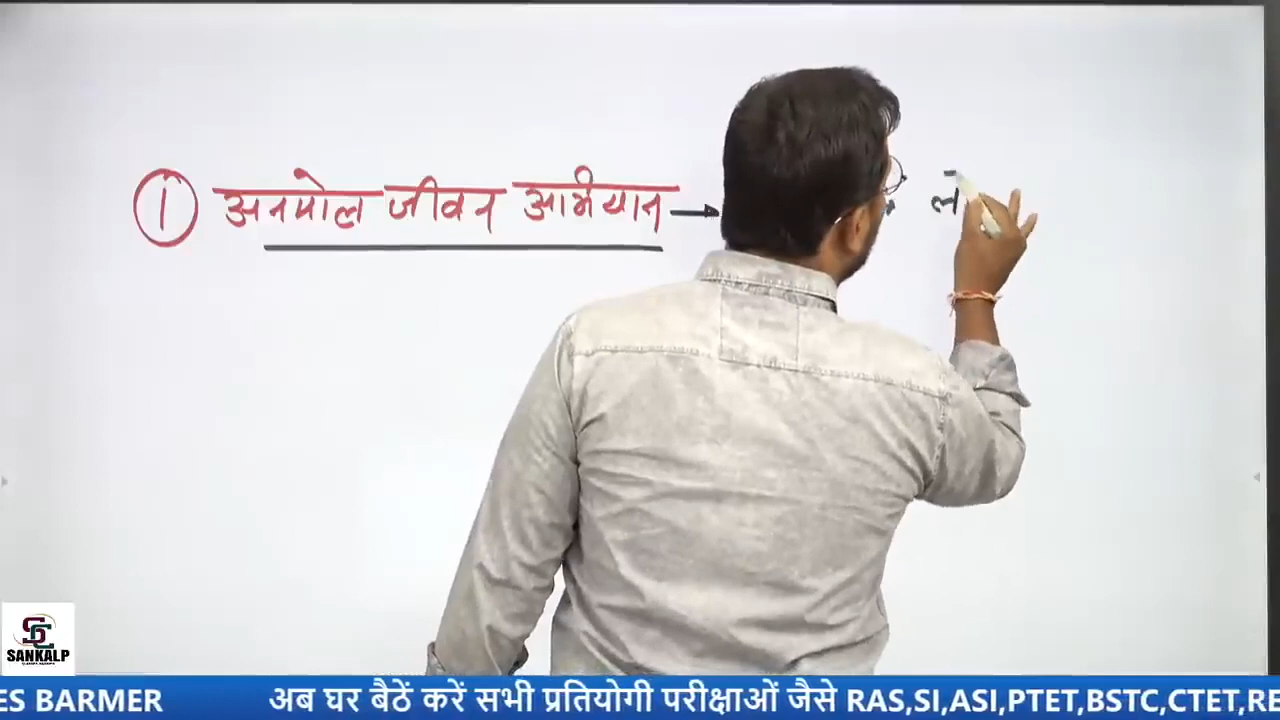 ① अनमोल जीवन अभियान →
SC
SANKALP
ES BARMER अब घर बैठें करें सभी प्रतियोगी परीक्षाओं जैसे RAS,SI,ASI,PTET,BSTC,CTET,RE